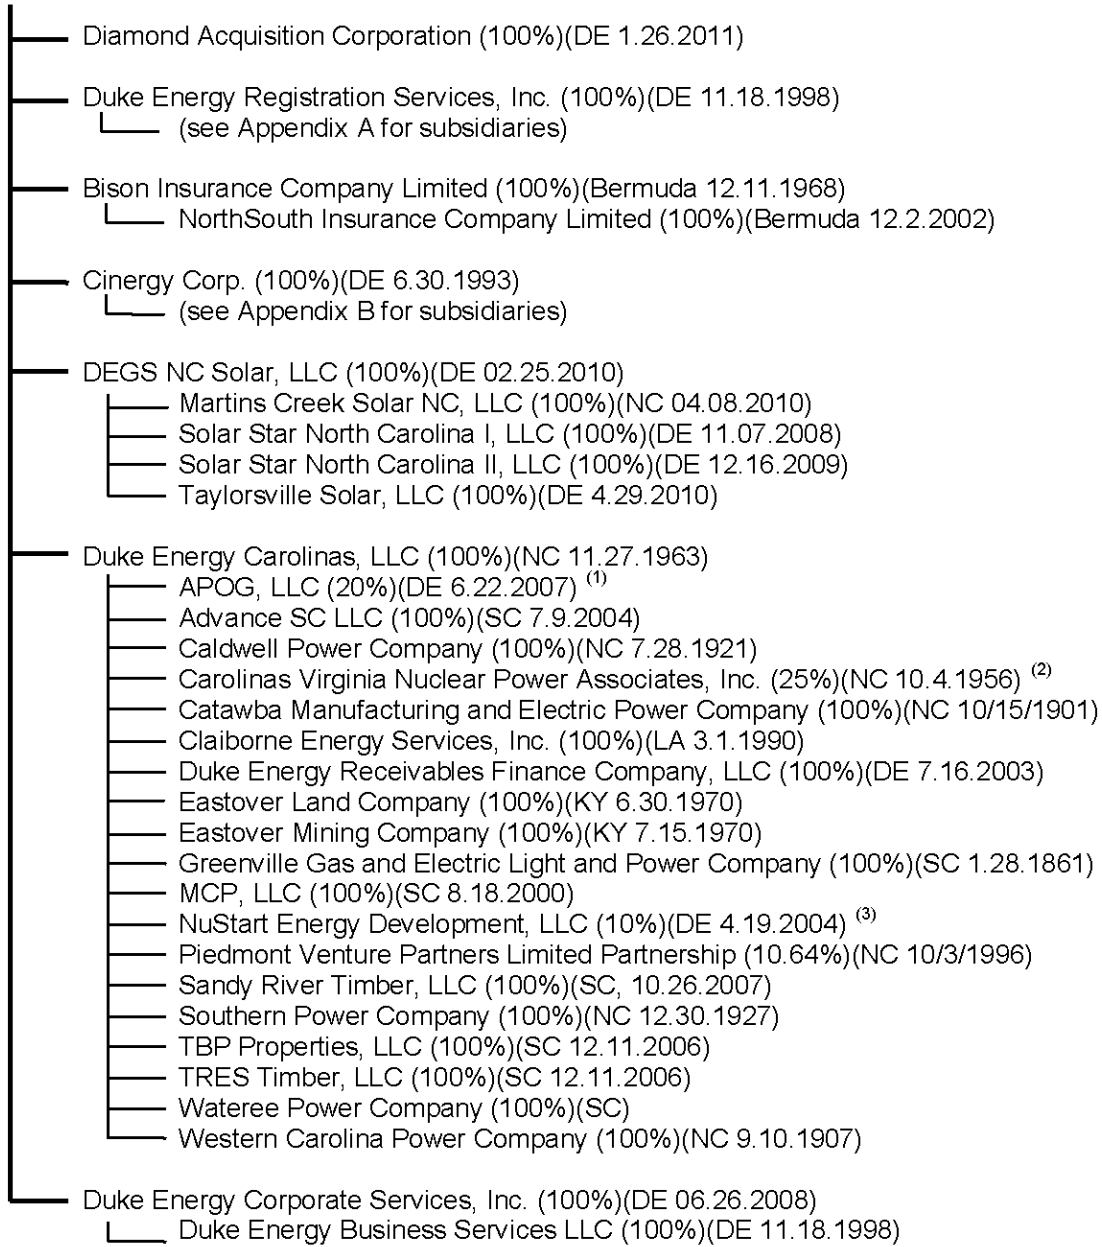 Diamond Acquisition Corporation (100%)(DE 1.26.2011)
Duke Energy Registration Services, Inc. (100%)(DE 11.18.1998)
(see Appendix A for subsidiaries)
Bison Insurance Company Limited (100%)(Bermuda 12.11.1968)
NorthSouth Insurance Company Limited (100%)(Bermuda 12.2.2002)
Cinergy Corp. (100%)(DE 6.30.1993)
(see Appendix B for subsidiaries)
DEGS NC Solar, LLC (100%)(DE 02.25.2010)
Martins Creek Solar NC, LLC (100%)(NC 04.08.2010)
Solar Star North Carolina I, LLC (100%)(DE 11.07.2008)
Solar Star North Carolina II, LLC (100%)(DE 12.16.2009)
Taylorsville Solar, LLC (100%)(DE 4.29.2010)
Duke Energy Carolinas, LLC (100%)(NC 11.27.1963)
APOG, LLC (20%)(DE 6.22.2007) (1)
Advance SC LLC (100%)(SC 7.9.2004)
Caldwell Power Company (100%)(NC 7.28.1921)
Carolinas Virginia Nuclear Power Associates, Inc. (25%)(NC 10.4.1956) (2)
Catawba Manufacturing and Electric Power Company (100%)(NC 10/15/1901)
Claiborne Energy Services, Inc. (100%)(LA 3.1.1990)
Duke Energy Receivables Finance Company, LLC (100%)(DE 7.16.2003)
Eastover Land Company (100%)(KY 6.30.1970)
Eastover Mining Company (100%)(KY 7.15.1970)
Greenville Gas and Electric Light and Power Company (100%)(SC 1.28.1861)
MCP, LLC (100%)(SC 8.18.2000)
NuStart Energy Development, LLC (10%)(DE 4.19.2004) (3)
Piedmont Venture Partners Limited Partnership (10.64%)(NC 10/3/1996)
Sandy River Timber, LLC (100%)(SC, 10.26.2007)
Southern Power Company (100%)(NC 12.30.1927)
TBP Properties, LLC (100%)(SC 12.11.2006)
TRES Timber, LLC (100%)(SC 12.11.2006)
Wateree Power Company (100%)(SC)
Western Carolina Power Company (100%)(NC 9.10.1907)
Duke Energy Corporate Services, Inc. (100%)(DE 06.26.2008)
Duke Energy Business Services LLC (100%)(DE 11.18.1998)